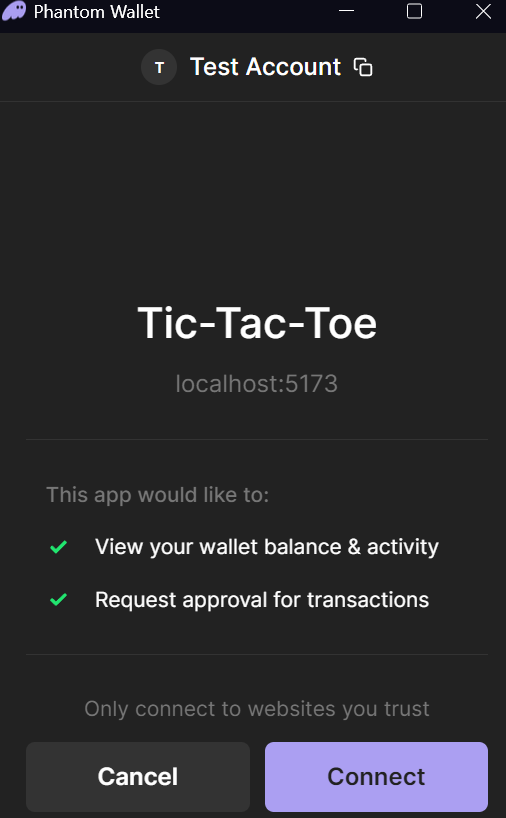 Phantom Wallet
T Test Account
Tic-Tac-Toe
localhost:5173
This app would like to:
View your wallet balance & activity
Request approval for transactions
Only connect to websites you trust
Cancel Connect